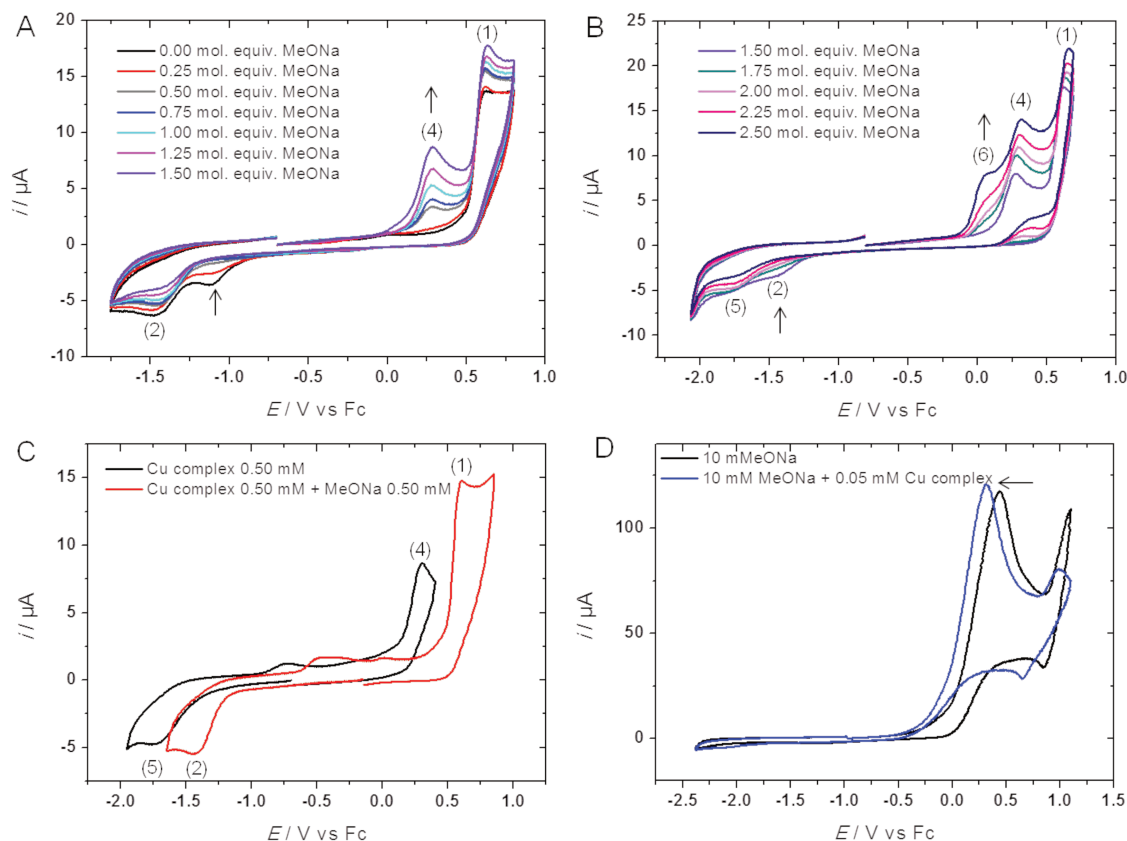 A
(1)
0.00 mol. equiv. MeONa
0.25 mol. equiv. MeONa
0.50 mol. equiv. MeONa
0.75 mol. equiv. MeONa
1.00 mol. equiv. MeONa
1.25 mol. equiv. MeONa
1.50 mol. equiv. MeONa
(4)
(2)
20
15
10
5
0
-5
-10
i / µA
-1.5
-1.0
-0.5
0.0
0.5
1.0
E / V vs Fc
B
(1)
1.50 mol. equiv. MeONa
1.75 mol. equiv. MeONa
2.00 mol. equiv. MeONa
2.25 mol. equiv. MeONa
2.50 mol. equiv. MeONa
(4)
(6)
(5)
(2)
25
20
15
10
5
0
-5
-10
i / µA
-2.0
-1.5
-1.0
-0.5
0.0
0.5
1.0
E / V vs Fc
C
Cu complex 0.50 mM
Cu complex 0.50 mM + MeONa 0.50 mM
(1)
(4)
(5)
(2)
15
10
5
0
-5
i / µA
-2.0
-1.5
-1.0
-0.5
0.0
0.5
1.0
E / V vs Fc
D
10 mMeONa
10 mM MeONa + 0.05 mM Cu complex
100
50
0
i / µA
-2.5
-2.0
-1.5
-1.0
-0.5
0.0
0.5
1.0
1.5
E / V vs Fc